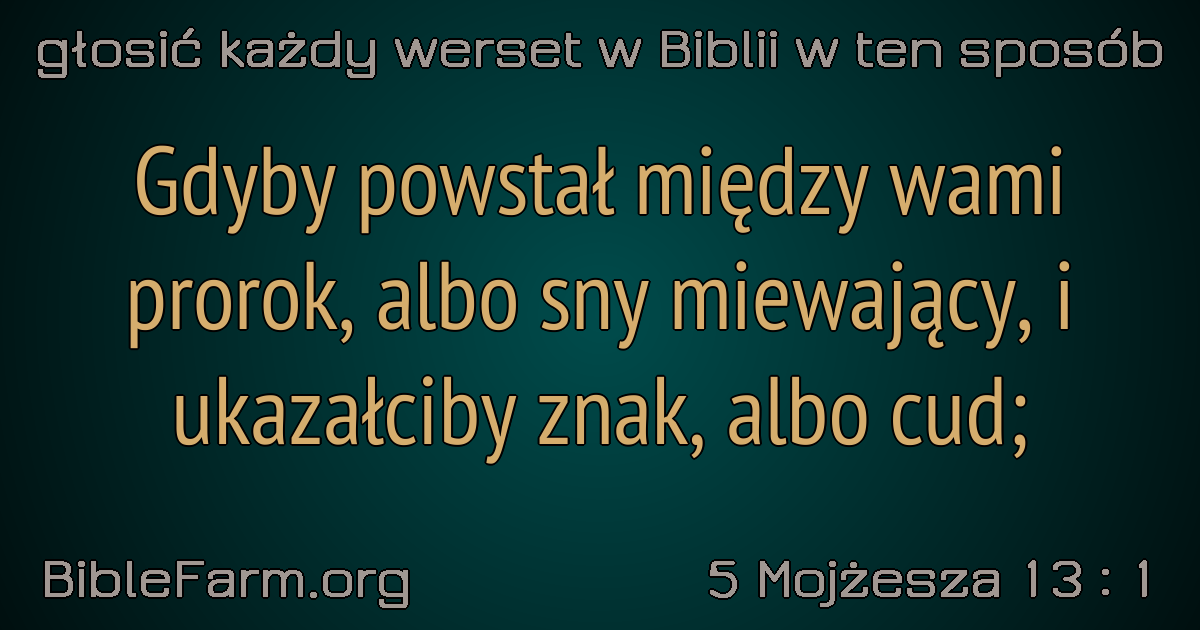 głosić każdy werset w Biblii w ten sposób
Gdyby powstał między wami
prorok, albo sny miewający, i
ukazałciby znak, albo cud;
BibleFarm.org
5 Mojżesza 13 : 1